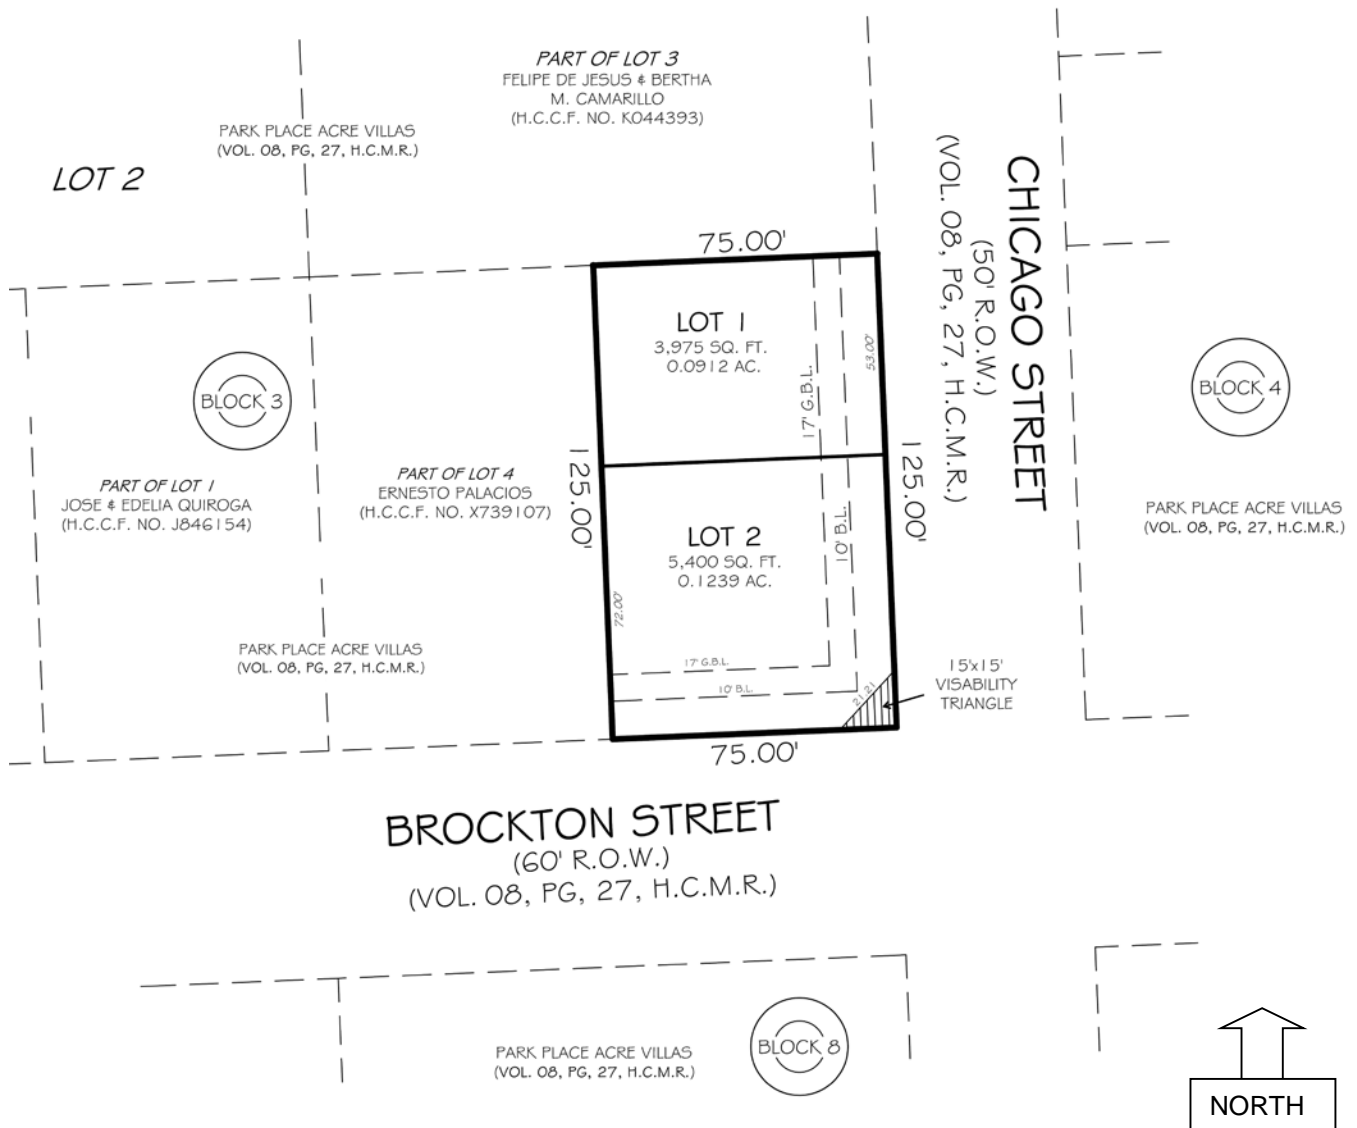 PART OF LOT 3
FELIPE DE JESUS & BERTHA
M. CAMARILLO
(H.C.C.F. NO. K044393)
PARK PLACE ACRE VILLAS
(VOL. 08, PG, 27, H.C.M.R.)
LOT 2
CHICAGO STREET
(50' R.O.W.)
(VOL. 08, PG, 27, H.C.M.R.)
75.00'
LOT 1
3,975 SQ. FT.
0.0912 AC.
17' G.B.L.
53.00'
BLOCK 3
BLOCK 4
PART OF LOT 1
JOSE & EDELIA QUIROGA
(H.C.C.F. NO. J846154)
PART OF LOT 4
ERNESTO PALACIOS
(H.C.C.F. NO. X739107)
125.00'
LOT 2
5,400 SQ. FT.
0.1239 AC.
10' B.L.
125.00'
PARK PLACE ACRE VILLAS
(VOL. 08, PG, 27, H.C.M.R.)
72.00'
PARK PLACE ACRE VILLAS
(VOL. 08, PG, 27, H.C.M.R.)
17' G.B.L.
10' B.L.
21.21
15'x15'
VISABILITY
TRIANGLE
75.00'
BROCKTON STREET
(60' R.O.W.)
(VOL. 08, PG, 27, H.C.M.R.)
PARK PLACE ACRE VILLAS
(VOL. 08, PG, 27, H.C.M.R.)
BLOCK 8
NORTH